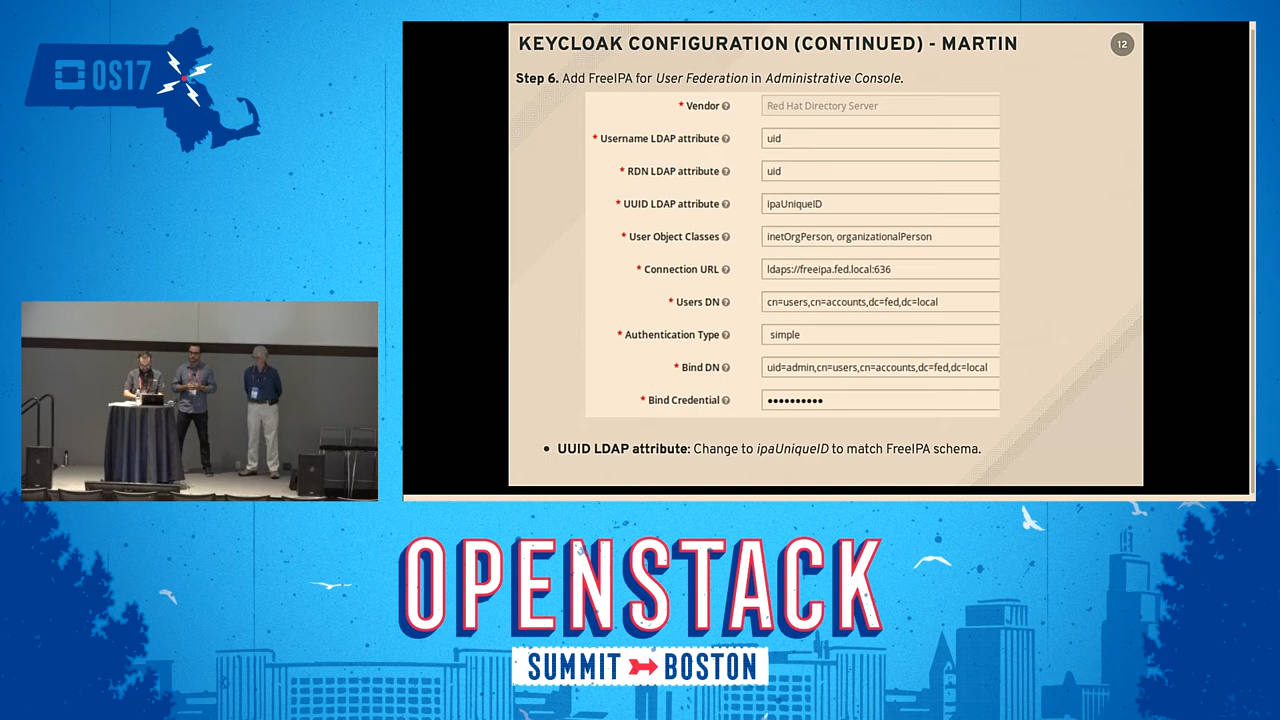 OS17
KEYCLOAK CONFIGURATION (CONTINUED) - MARTIN
12
Step 6. Add FreeIPA for User Federation in Administrative Console.
* Vendor ? Red Hat Directory Server
* Username LDAP attribute ? uid
* RDN LDAP attribute ? uid
* UUID LDAP attribute ? ipaUniqueID
* User Object Classes ? inetOrgPerson, organizationalPerson
* Connection URL ? ldaps://freeipa.fed.local:636
* Users DN ? cn=users,cn=accounts,dc=fed,dc=local
* Authentication Type ? simple
* Bind DN ? uid=admin,cn=users,cn=accounts,dc=fed,dc=local
* Bind Credential ? ●●●●●●●●●●
• UUID LDAP attribute: Change to ipaUniqueID to match FreeIPA schema.
OPENSTACK
SUMMIT BOSTON